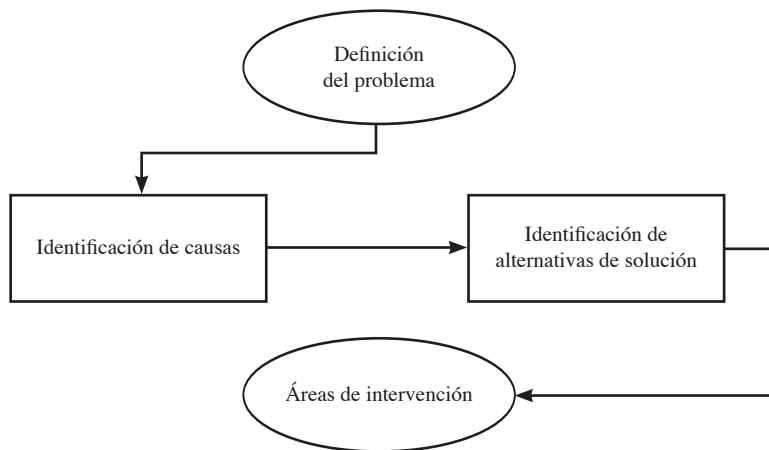 Definición
del problema
Identificación de causas
Identificación de
alternativas de solución
Áreas de intervención